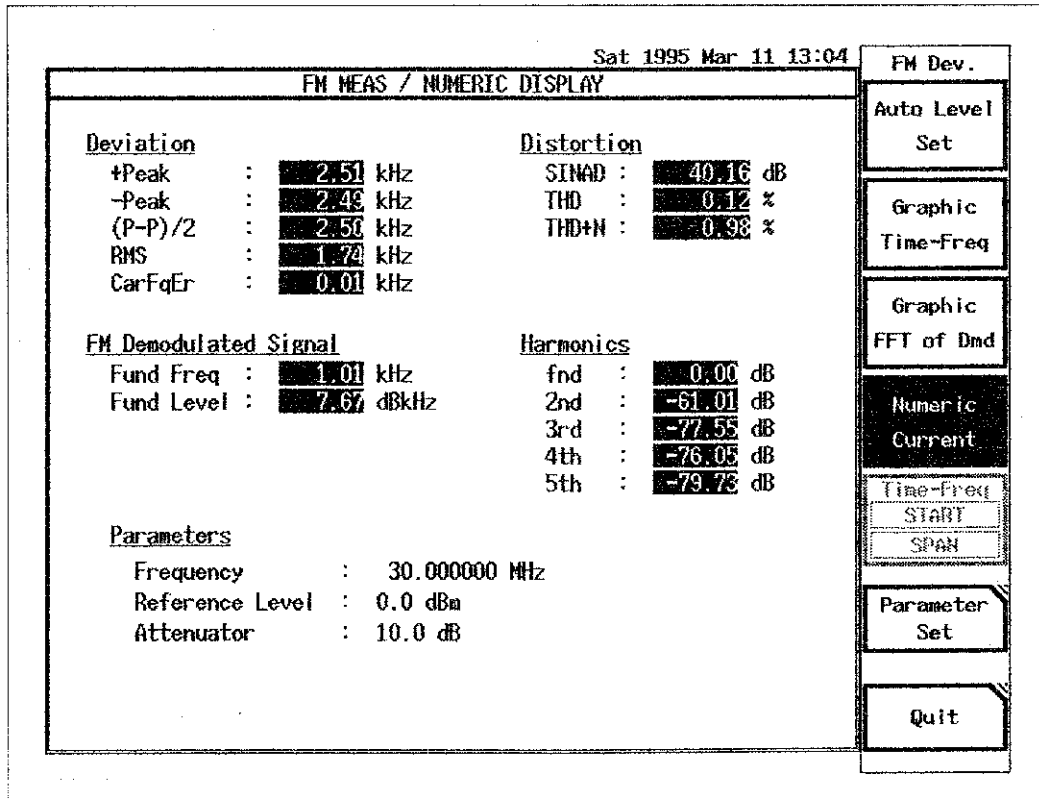 Sat 1995 Mar 11 13:04
FM MEAS / NUMERIC DISPLAY
Deviation
+Peak : 2.51 kHz
-Peak : 2.49 kHz
(P-P)/2 : 2.50 kHz
RMS : 1.74 kHz
CarFqEr : 0.01 kHz
Distortion
SINAD : 40.16 dB
THD : 0.12 %
THD+N : 0.98 %
FM Demodulated Signal
Fund Freq : 1.01 kHz
Fund Level : 7.67 dBkHz
Harmonics
fnd : 0.00 dB
2nd : -61.01 dB
3rd : -77.55 dB
4th : -76.05 dB
5th : -79.73 dB
Parameters
Frequency : 30.000000 MHz
Reference Level : 0.0 dBm
Attenuator : 10.0 dB
FM Dev.
Auto Level
Set
Graphic
Time-Freq
Graphic
FFT of Dmd
Numeric
Current
Time-Freq
START
SPAN
Parameter
Set
Quit